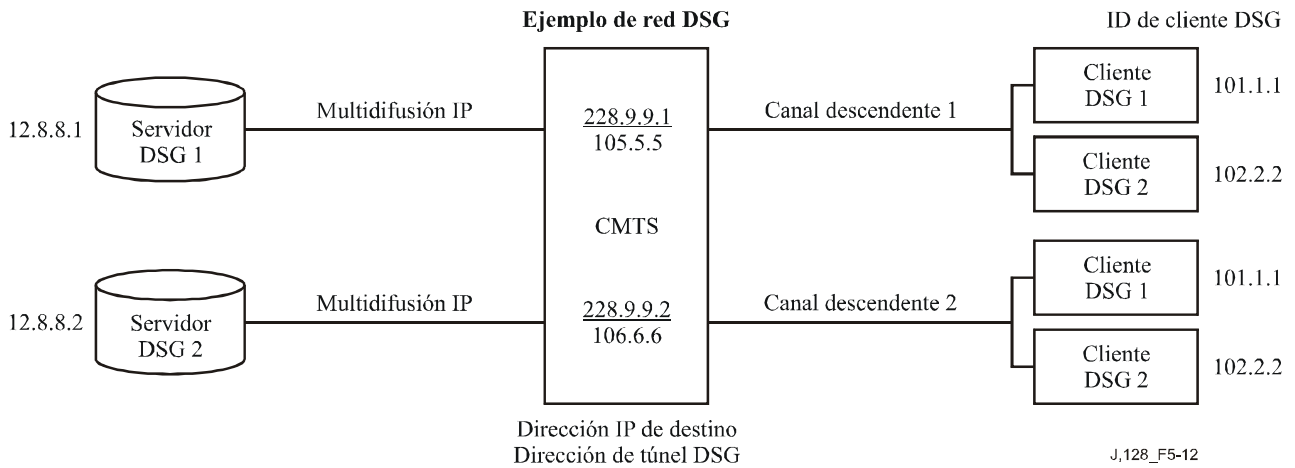 Ejemplo de red DSG
ID de cliente DSG
12.8.8.1
Servidor
DSG 1
Multidifusión IP
228.9.9.1
105.5.5
Canal descendente 1
Cliente
DSG 1
101.1.1
Cliente
DSG 2
102.2.2
CMTS
12.8.8.2
Servidor
DSG 2
Multidifusión IP
228.9.9.2
106.6.6
Canal descendente 2
Cliente
DSG 1
101.1.1
Cliente
DSG 2
102.2.2
Dirección IP de destino
Dirección de túnel DSG
J,128_F5-12